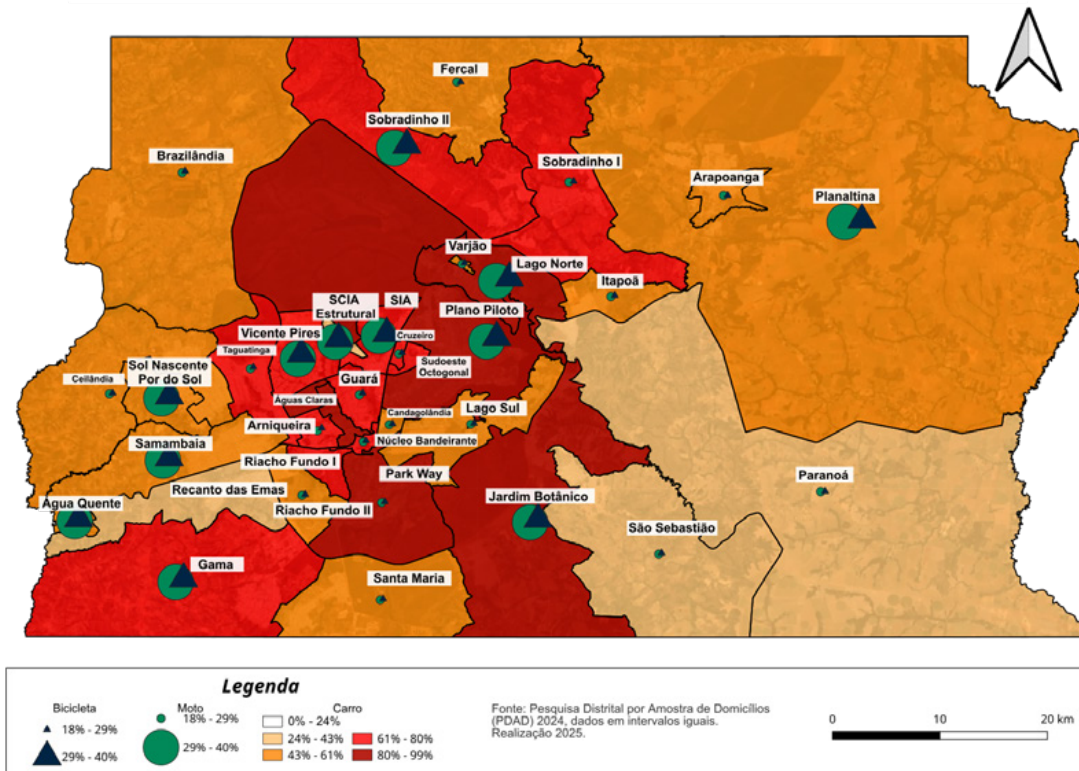 Fercal
Sobradinho II
Brazilândia
Sobradinho I
Arapoanga
Planaltina
Varjão
Lago Norte
Itapoã
SCIA
Estrutural
SIA
Plano Piloto
Vicente Pires
Cruzeiro
Taguatinga
Sudoeste
Octogonal
Sol Nascente
Por do Sol
Ceilândia
Guará
Águas Claras
Candagolândia
Lago Sul
Arniqueira
Núcleo Bandeirante
Samambaia
Riacho Fundo I
Park Way
Paranoá
Recanto das Emas
Jardim Botânico
Água Quente
Riacho Fundo II
São Sebastião
Gama
Santa Maria
Legenda
Bicicleta
18% - 29%
29% - 40%
Moto
18% - 29%
29% - 40%
Carro
0% - 24%
24% - 43%
43% - 61%
61% - 80%
80% - 99%
Fonte: Pesquisa Distrital por Amostra de Domicílios
(PDAD) 2024, dados em intervalos iguais.
Realização 2025.
0 10 20 km